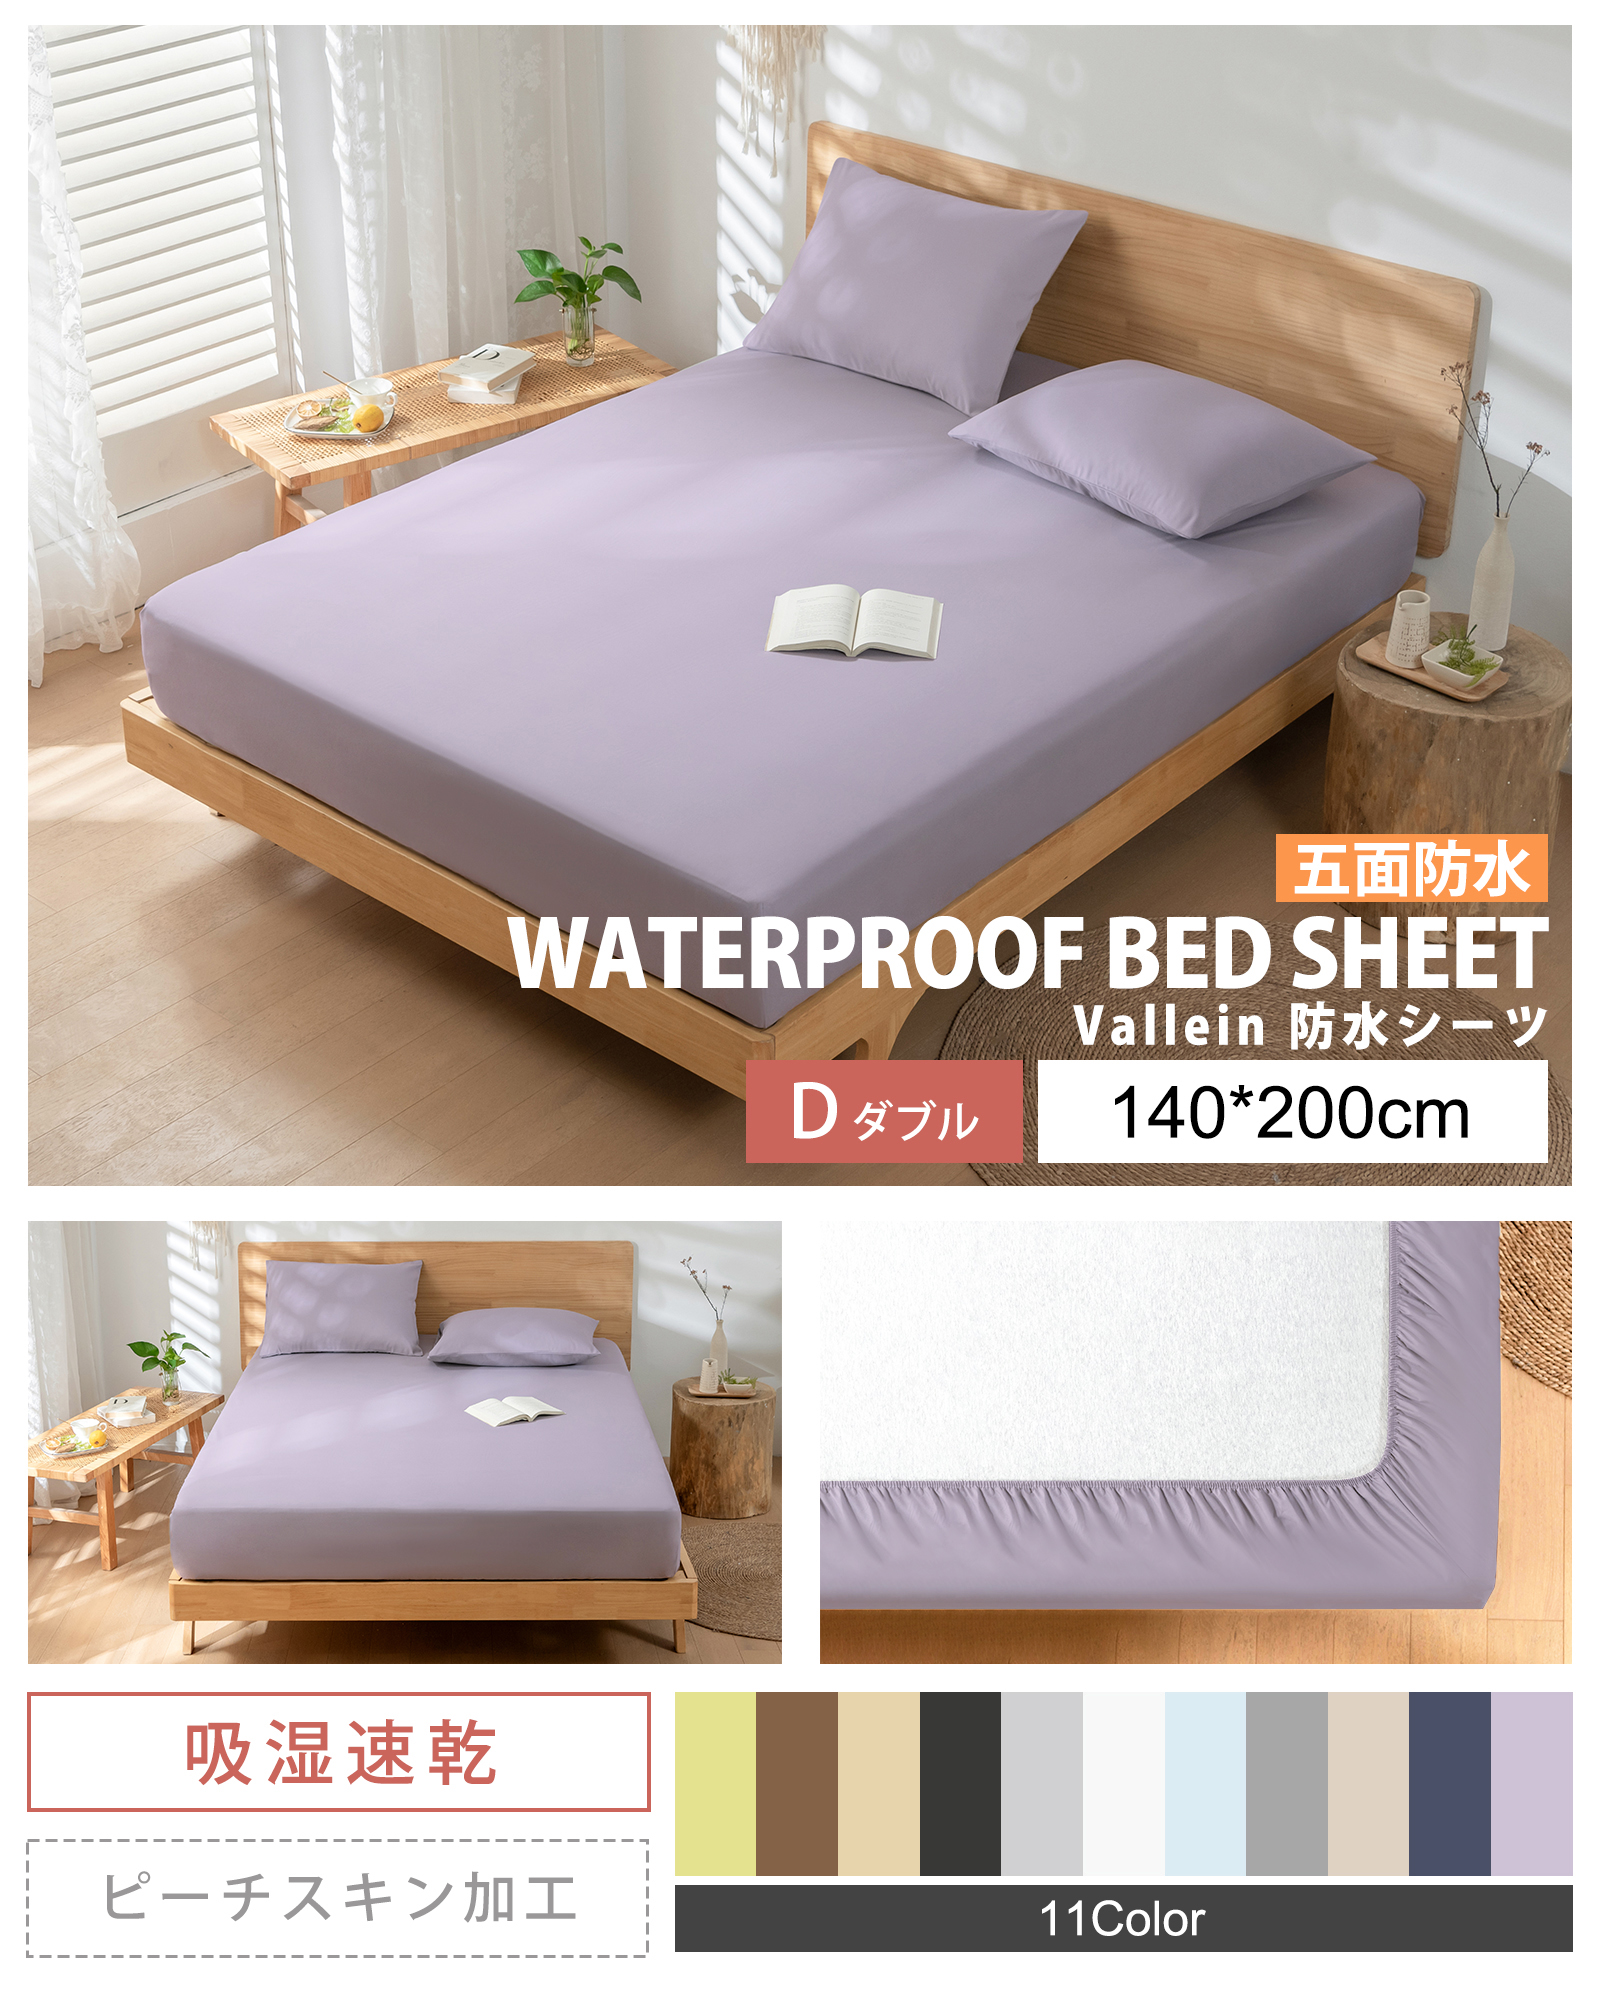 五面防水
WATERPROOF BED SHEET
Vallein 防水シーツ
D ダブル
140*200cm
吸湿速乾
ピーチスキン加工
11Color